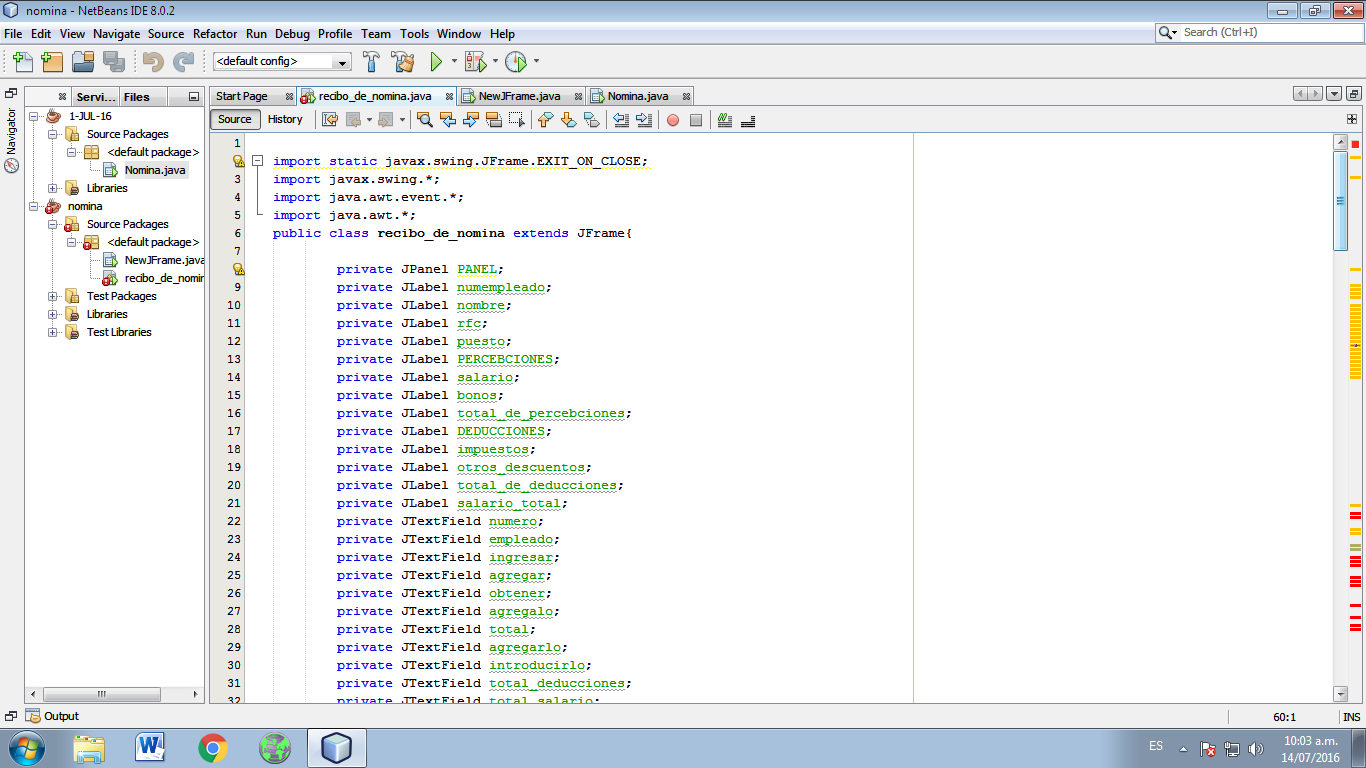 nomina - NetBeans IDE 8.0.2
File Edit View Navigate Source Refactor Run Debug Profile Team Tools Window Help
Search (Ctrl+I)
<default config>
Servi... Files
Start Page recibo_de_nomina.java NewJFrame.java Nomina.java
Source History
Navigator
1-JUL-16
Source Packages
<default package>
Nomina.java
Libraries
nomina
Source Packages
<default package>
NewJFrame.java
recibo_de_nomin
Test Packages
Libraries
Test Libraries
1
import static javax.swing.JFrame.EXIT_ON_CLOSE;
3 import javax.swing.*;
4 import java.awt.event.*;
5 import java.awt.*;
6 public class recibo_de_nomina extends JFrame{
7
private JPanel PANEL;
9 private JLabel numempleado;
10 private JLabel nombre;
11 private JLabel rfc;
12 private JLabel puesto;
13 private JLabel PERCEBCIONES;
14 private JLabel salario;
15 private JLabel bonos;
16 private JLabel total_de_percebciones;
17 private JLabel DEDUCCIONES;
18 private JLabel impuestos;
19 private JLabel otros_descuentos;
20 private JLabel total_de_deducciones;
21 private JLabel salario_total;
22 private JTextField numero;
23 private JTextField empleado;
24 private JTextField ingresar;
25 private JTextField agregar;
26 private JTextField obtener;
27 private JTextField agregalo;
28 private JTextField total;
29 private JTextField agregarlo;
30 private JTextField introducirlo;
31 private JTextField total_deducciones;
32 private JTextField total_salario;
Output
60:1 INS
ES
10:03 a.m.
14/07/2016